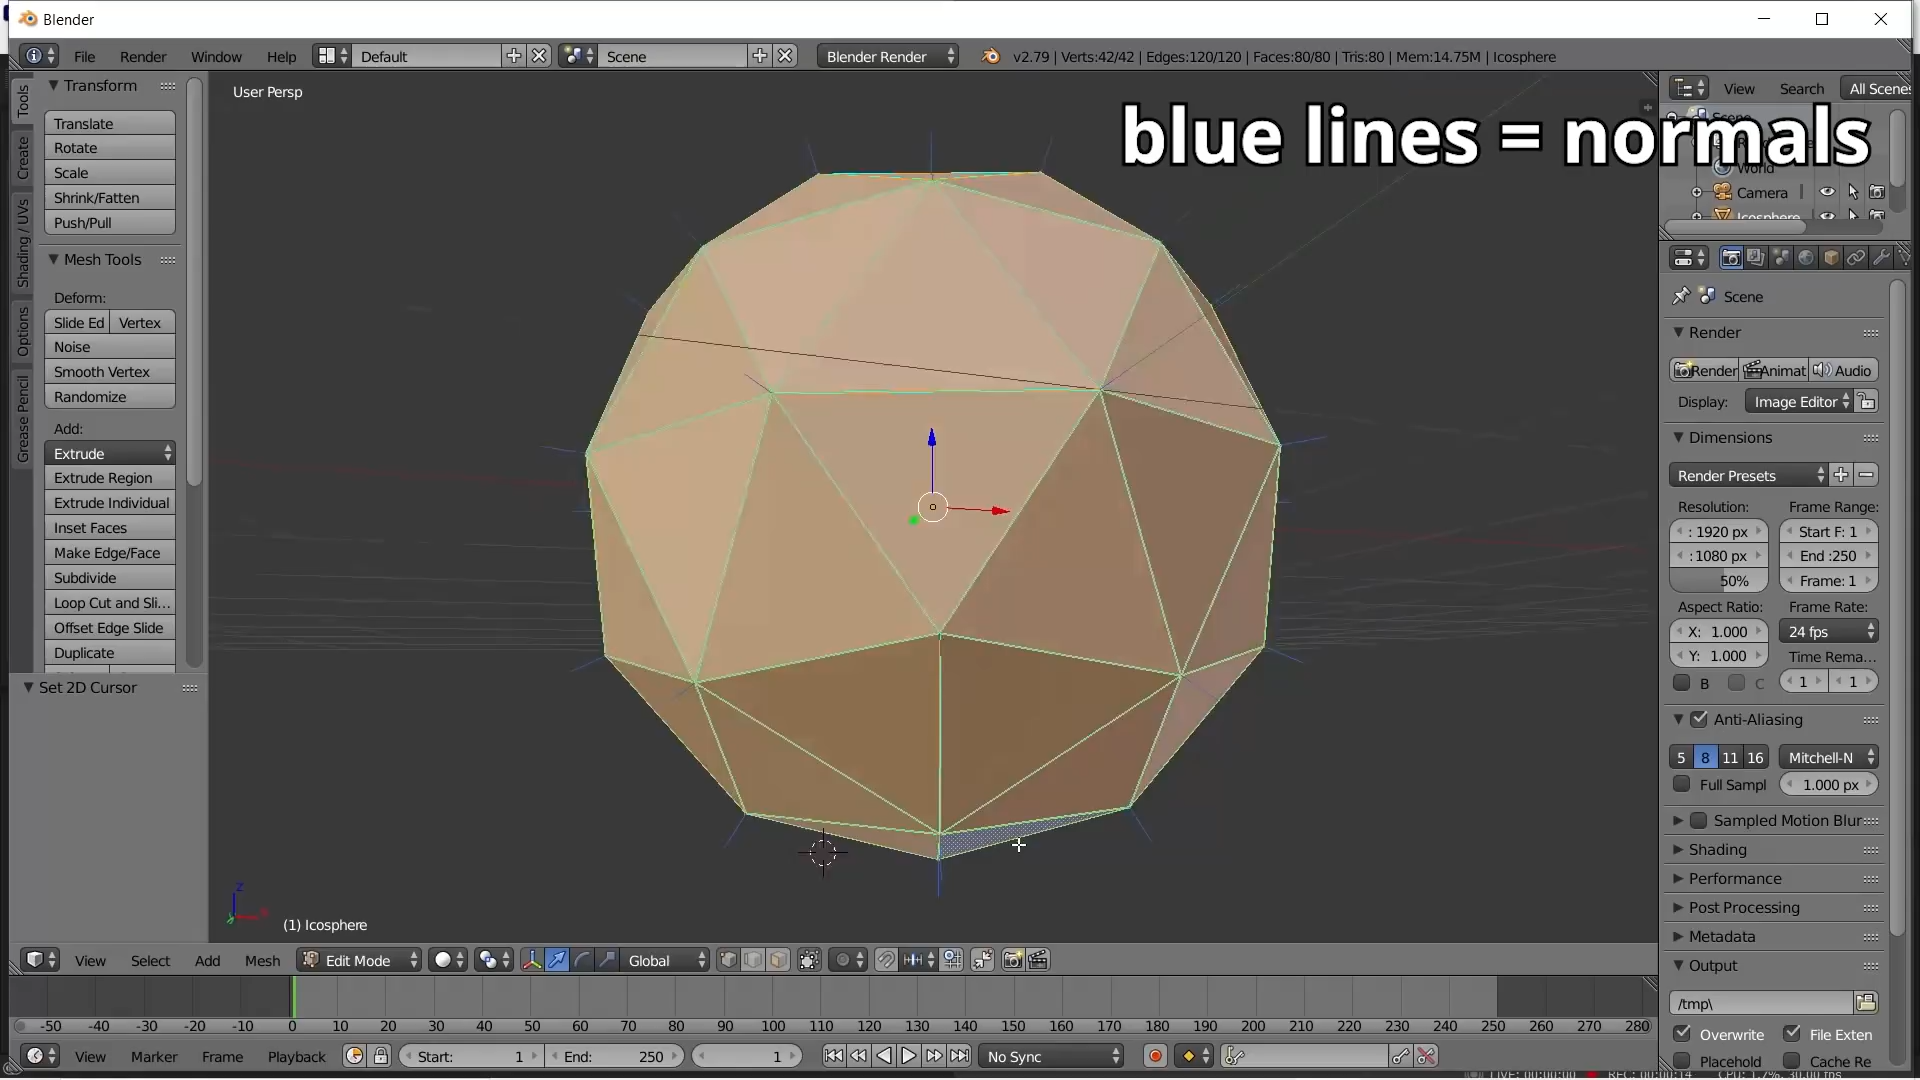 Blender
File Render Window Help Default Scene Blender Render v2.79 | Verts:42/42 | Edges:120/120 | Faces:80/80 | Tris:80 | Mem:14.75M | Icosphere
Tools
Create
Shading / UVs
Options
Grease Pencil
Transform
Translate
Rotate
Scale
Shrink/Fatten
Push/Pull
Mesh Tools
Deform:
Slide Ed Vertex
Noise
Smooth Vertex
Randomize
Add:
Extrude
Extrude Region
Extrude Individual
Inset Faces
Make Edge/Face
Subdivide
Loop Cut and Sli...
Offset Edge Slide
Duplicate
Set 2D Cursor
User Persp
blue lines = normals
Z
(1) Icosphere
View Search All Scenes
Scene
World
Camera
Icosphere
Scene
Render
Render Animat Audio
Display: Image Editor
Dimensions
Render Presets
Resolution: Frame Range:
: 1920 px Start F: 1
: 1080 px End :250
50% Frame: 1
Aspect Ratio: Frame Rate:
X: 1.000 24 fps
Y: 1.000 Time Rema...
B C 1 1
Anti-Aliasing
5 8 11 16 Mitchell-N
Full Sampl 1.000 px
Sampled Motion Blur
Shading
Performance
Post Processing
Metadata
Output
/tmp\
Overwrite File Exten
Placehold Cache Re
View Select Add Mesh Edit Mode Global
-50 -40 -30 -20 -10 0 10 20 30 40 50 60 70 80 90 100 110 120 130 140 150 160 170 180 190 200 210 220 230 240 250 260 270 280
View Marker Frame Playback Start: 1 End: 250 1 No Sync